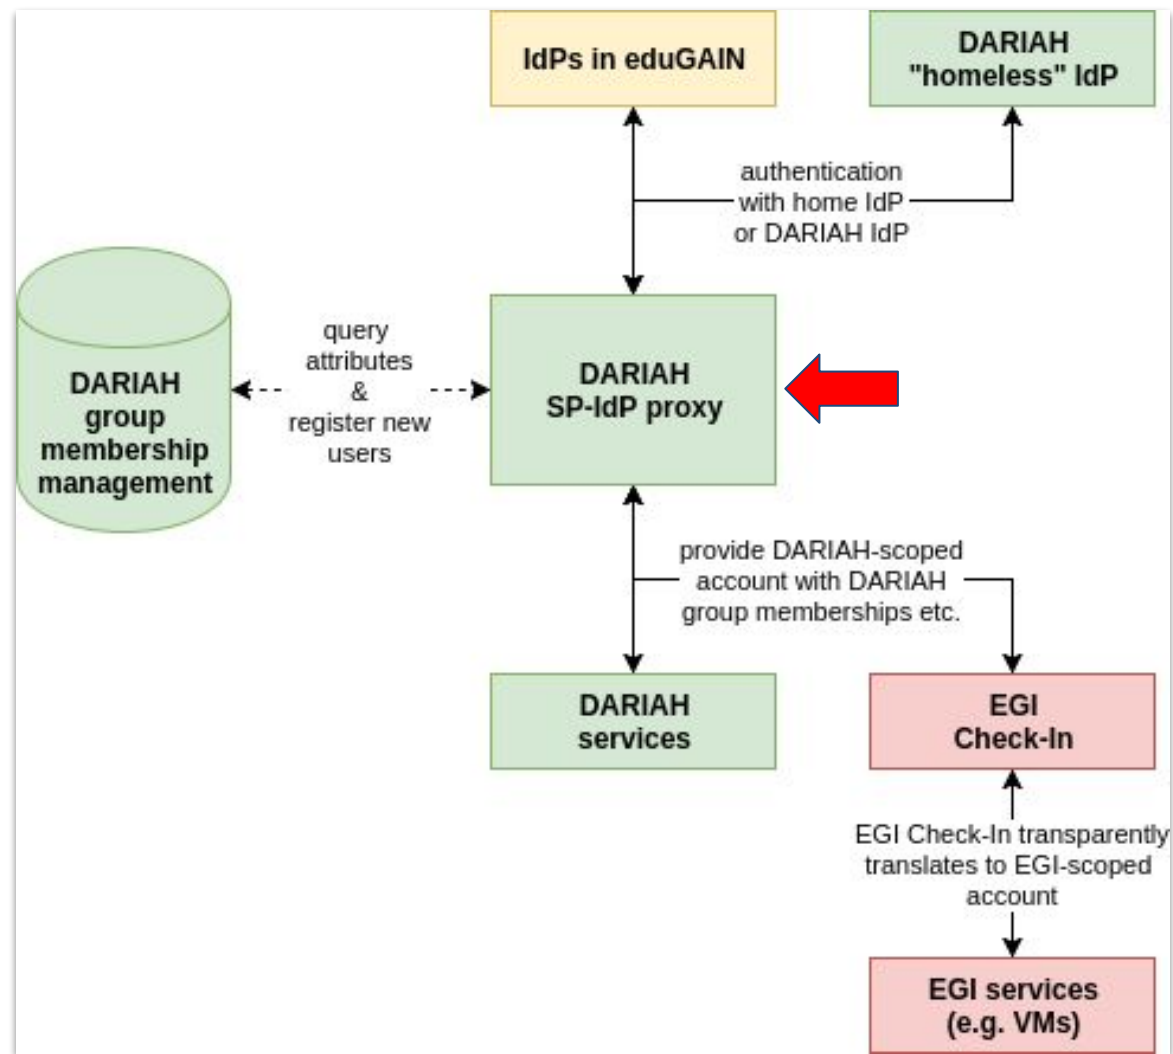 IdPs in eduGAIN
DARIAH
"homeless" IdP
authentication
with home IdP
or DARIAH IdP
DARIAH
group
membership
management
query
attributes
&
register new
users
DARIAH
SP-IdP proxy
provide DARIAH-scoped
account with DARIAH
group memberships etc.
DARIAH
services
EGI
Check-In
EGI Check-In transparently
translates to EGI-scoped
account
EGI services
(e.g. VMs)